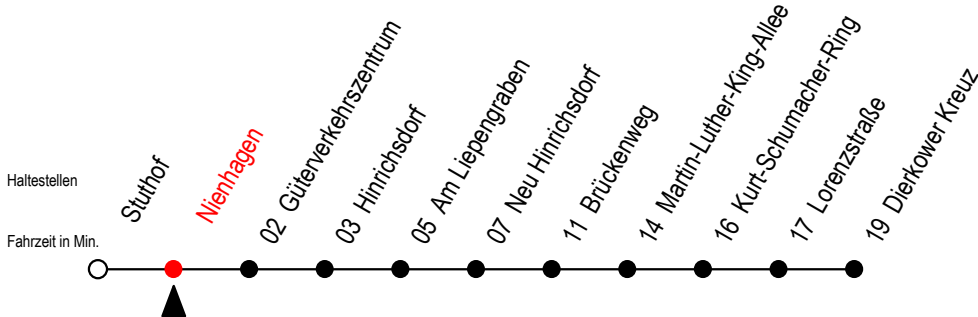 Haltestellen
Fahrzeit in Min.
Stuthof
Nienhagen
02 Güterverkehrszentrum
03 Hinrichsdorf
05 Am Liepengraben
07 Neu Hinrichsdorf
11 Brückenweg
14 Martin-Luther-King-Allee
16 Kurt-Schumacher-Ring
17 Lorenzstraße
19 Dierkower Kreuz